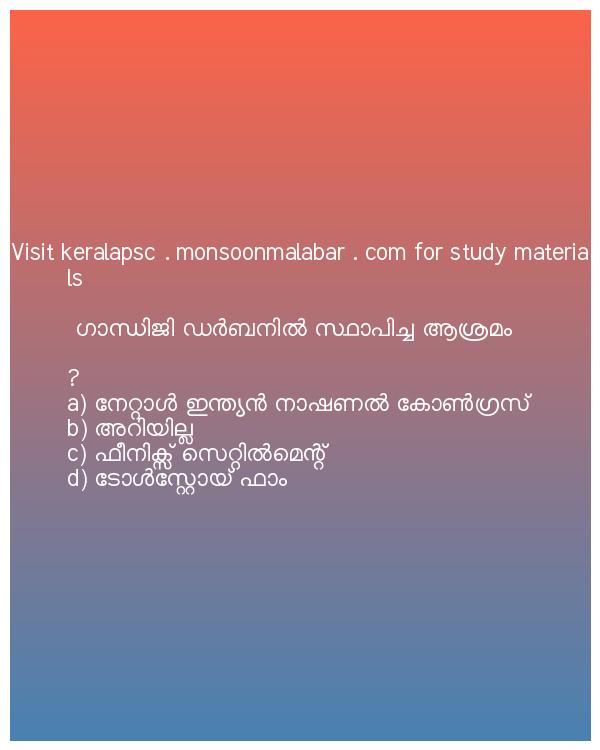 Visit keralapsc . monsoonmalabar . com for study materia
ls
ഗാന്ധിജി ഡർബനിൽ സ്ഥാപിച്ച ആശ്രമം
?
a) നേറ്റാൾ ഇന്ത്യൻ നാഷണൽ കോൺഗ്രസ്
b) അറിയില്ല
c) ഫീനിക്സ് സെറ്റിൽമെന്റ്
d) ടോൾസ്റ്റോയ് ഫാം